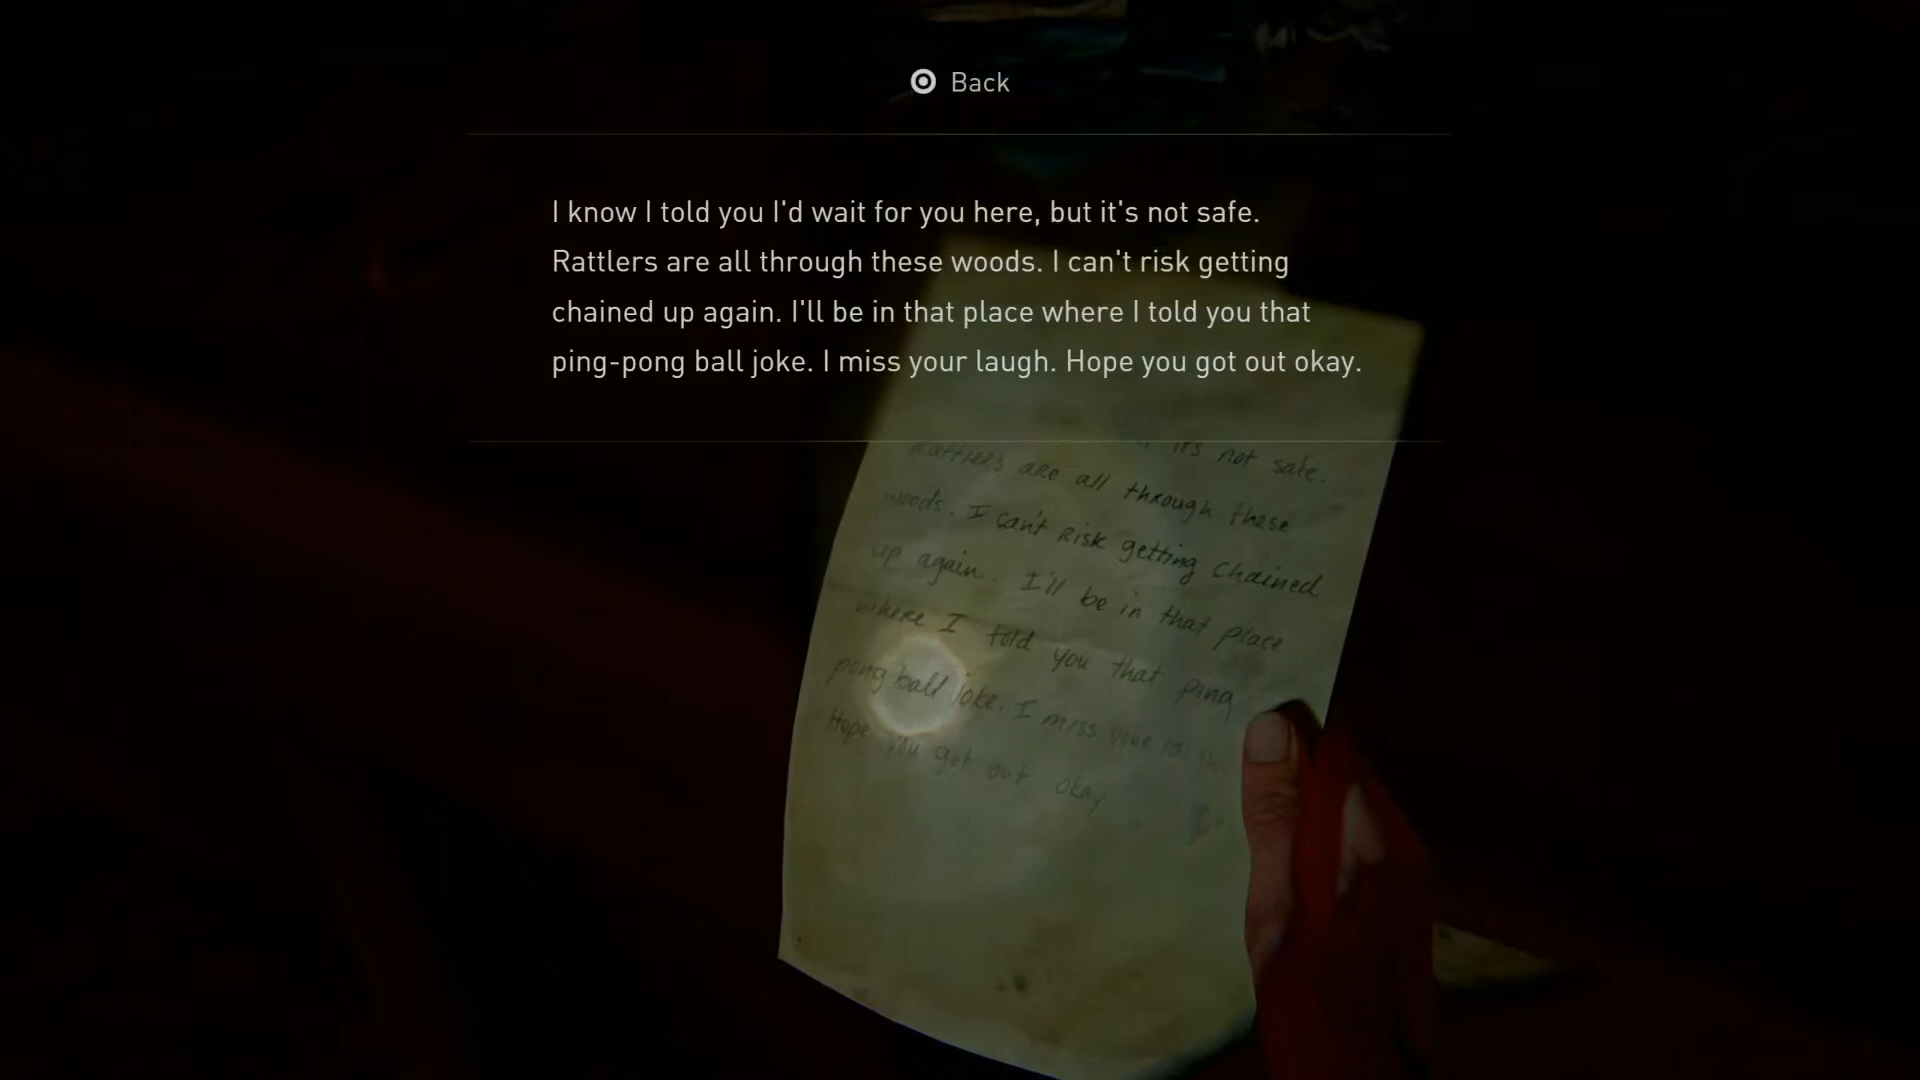 Back
I know I told you I'd wait for you here, but it's not safe.
Rattlers are all through these woods. I can't risk getting
chained up again. I'll be in that place where I told you that
ping-pong ball joke. I miss your laugh. Hope you got out okay.
it's not safe.
Rattlers are all through these
woods. I can't Risk getting chained
up again. I'll be in that place
where I told you that ping
pong ball joke. I miss your
Hope you got out okay